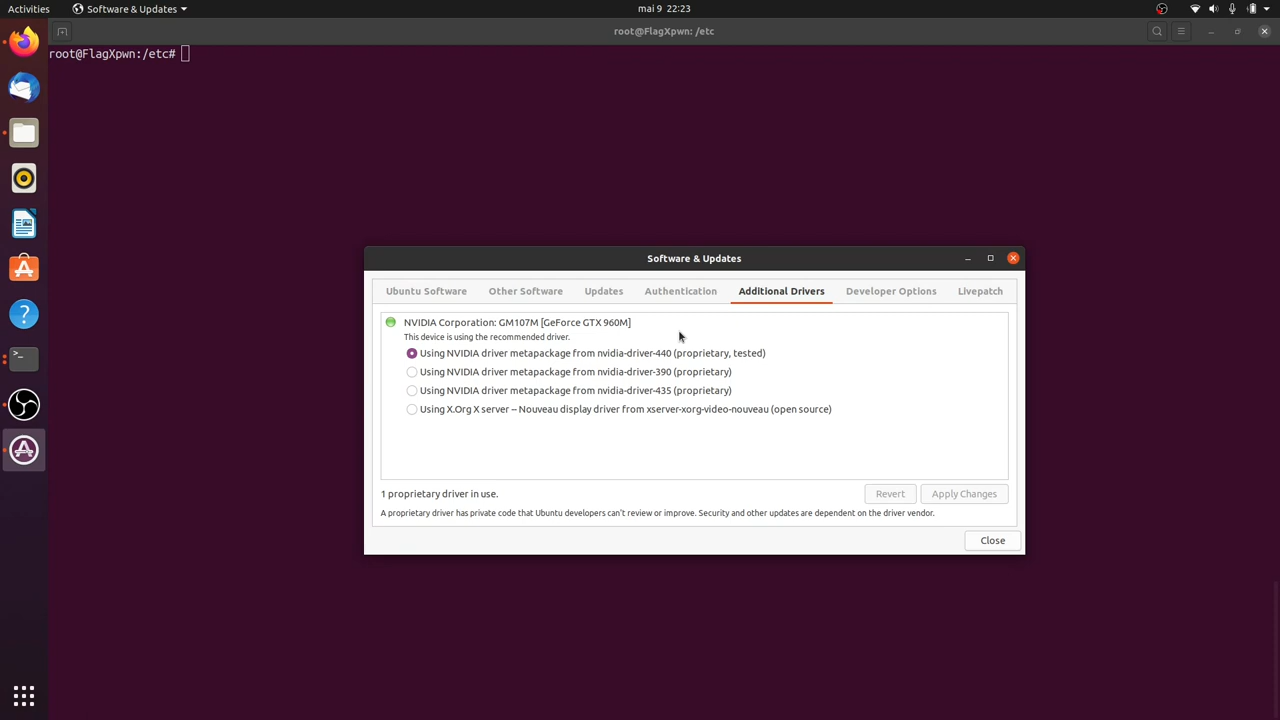 Activities
Software & Updates
mai 9 22:23
root@FlagXpwn: /etc
root@FlagXpwn:/etc#
Software & Updates
Ubuntu Software
Other Software
Updates
Authentication
Additional Drivers
Developer Options
Livepatch
NVIDIA Corporation: GM107M [GeForce GTX 960M]
This device is using the recommended driver.
Using NVIDIA driver metapackage from nvidia-driver-440 (proprietary, tested)
Using NVIDIA driver metapackage from nvidia-driver-390 (proprietary)
Using NVIDIA driver metapackage from nvidia-driver-435 (proprietary)
Using X.Org X server -- Nouveau display driver from xserver-xorg-video-nouveau (open source)
1 proprietary driver in use.
Revert
Apply Changes
A proprietary driver has private code that Ubuntu developers can't review or improve. Security and other updates are dependent on the driver vendor.
Close